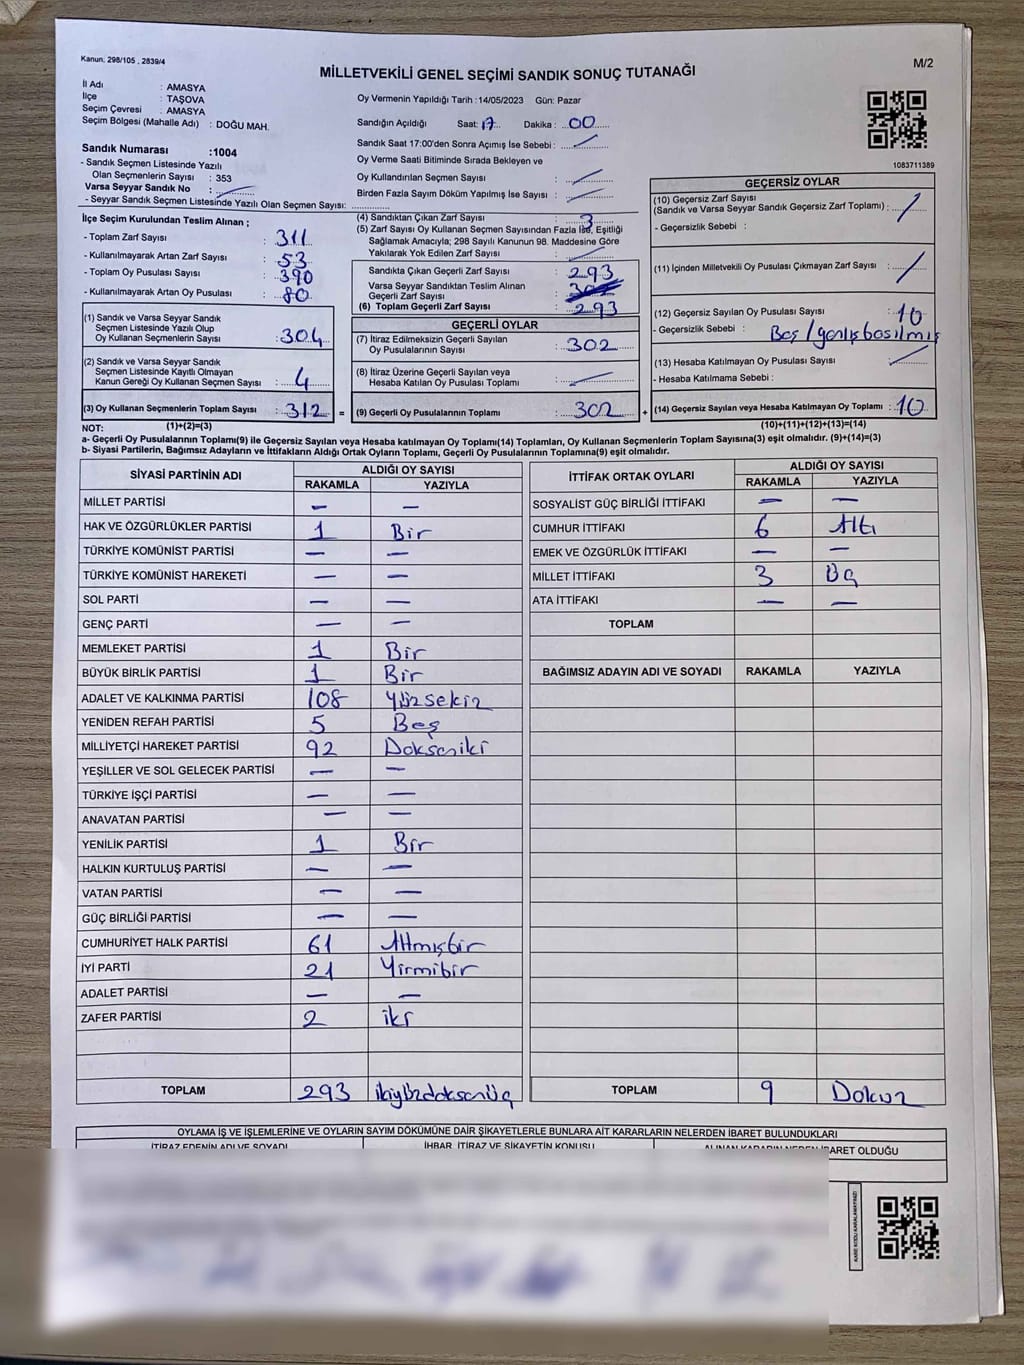 Kanun: 298/105 , 2839/4
MİLLETVEKİLİ GENEL SEÇİMİ SANDIK SONUÇ TUTANAĞI
M/2
İl Adı : AMASYA
İlçe : TAŞOVA
Seçim Çevresi : AMASYA
Seçim Bölgesi (Mahalle Adı) : DOĞU MAH.
Oy Vermenin Yapıldığı Tarih : 14/05/2023 Gün: Pazar
Sandığın Açıldığı Saat: 17 Dakika : 00
Sandık Saat 17:00'den Sonra Açımış İse Sebebi :
Oy Verme Saati Bitiminde Sırada Bekleyen ve
Oy Kullandırılan Seçmen Sayısı :
Birden Fazla Sayım Döküm Yapılmış İse Sayısı :
1083711389
Sandık Numarası :1004
- Sandık Seçmen Listesinde Yazılı
Olan Seçmenlerin Sayısı : 353
Varsa Seyyar Sandık No :
- Seyyar Sandık Seçmen Listesinde Yazılı Olan Seçmen Sayısı:
İlçe Seçim Kurulundan Teslim Alınan ;
- Toplam Zarf Sayısı : 311
- Kullanılmayarak Artan Zarf Sayısı : 53
- Toplam Oy Pusulası Sayısı : 390
- Kullanılmayarak Artan Oy Pusulası : 80
(1) Sandık ve Varsa Seyyar Sandık
Seçmen Listesinde Yazılı Olup
Oy Kullanan Seçmenlerin Sayısı : 304
(2) Sandık ve Varsa Seyyar Sandık
Seçmen Listesinde Kayıtlı Olmayan
Kanun Gereği Oy Kullanan Seçmen Sayısı : 4
(3) Oy Kullanan Seçmenlerin Toplam Sayısı : 312 =
(1)+(2)=(3)
(4) Sandıktan Çıkan Zarf Sayısı : 3
(5) Zarf Sayısı Oy Kullanan Seçmen Sayısından Fazla İse, Eşitliği
Sağlamak Amacıyla; 298 Sayılı Kanunun 98. Maddesine Göre
Yakılarak Yok Edilen Zarf Sayısı :
Sandıkta Çıkan Geçerli Zarf Sayısı : 293
Varsa Seyyar Sandıktan Teslim Alınan
Geçerli Zarf Sayısı :
(6) Toplam Geçerli Zarf Sayısı : 293
GEÇERLİ OYLAR
(7) İtiraz Edilmeksizin Geçerli Sayılan
Oy Pusulalarının Sayısı : 302
(8) İtiraz Üzerine Geçerli Sayılan veya
Hesaba Katılan Oy Pusulası Toplamı :
(9) Geçerli Oy Pusulalarının Toplamı : 302 +
GEÇERSİZ OYLAR
(10) Geçersiz Zarf Sayısı
(Sandık ve Varsa Seyyar Sandık Geçersiz Zarf Toplamı) :
- Geçersizlik Sebebi :
(11) İçinden Milletvekili Oy Pusulası Çıkmayan Zarf Sayısı :
(12) Geçersiz Sayılan Oy Pusulası Sayısı : 10
- Geçersizlik Sebebi : Boş / yanlış basılmış
(13) Hesaba Katılmayan Oy Pusulası Sayısı :
- Hesaba Katılmama Sebebi :
(14) Geçersiz Sayılan veya Hesaba Katılmayan Oy Toplamı : 10
(10)+(11)+(12)+(13)=(14)
NOT:
a- Geçerli Oy Pusulalarının Toplamı(9) ile Geçersiz Sayılan veya Hesaba katılmayan Oy Toplamı(14) Toplamları, Oy Kullanan Seçmenlerin Toplam Sayısına(3) eşit olmalıdır. (9)+(14)=(3)
b- Siyasi Partilerin, Bağımsız Adayların ve İttifakların Aldığı Ortak Oyların Toplamı, Geçerli Oy Pusulalarının Toplamına(9) eşit olmalıdır.
SİYASİ PARTİNİN ADI ALDIĞI OY SAYISI
RAKAMLA YAZIYLA
MİLLET PARTİSİ — —
HAK VE ÖZGÜRLÜKLER PARTİSİ 1 Bir
TÜRKİYE KOMÜNİST PARTİSİ — —
TÜRKİYE KOMÜNİST HAREKETİ — —
SOL PARTİ — —
GENÇ PARTİ — —
MEMLEKET PARTİSİ 1 Bir
BÜYÜK BİRLİK PARTİSİ 1 Bir
ADALET VE KALKINMA PARTİSİ 108 Yüzsekiz
YENİDEN REFAH PARTİSİ 5 Beş
MİLLİYETÇİ HAREKET PARTİSİ 92 Doksaniki
YEŞİLLER VE SOL GELECEK PARTİSİ — —
TÜRKİYE İŞÇİ PARTİSİ — —
ANAVATAN PARTİSİ — —
YENİLİK PARTİSİ 1 Bir
HALKIN KURTULUŞ PARTİSİ — —
VATAN PARTİSİ — —
GÜÇ BİRLİĞİ PARTİSİ — —
CUMHURİYET HALK PARTİSİ 61 Altmışbir
İYİ PARTİ 21 Yirmibir
ADALET PARTİSİ — —
ZAFER PARTİSİ 2 iki
TOPLAM 293 ikiyüzdoksanüç
İTTİFAK ORTAK OYLARI ALDIĞI OY SAYISI
RAKAMLA YAZIYLA
SOSYALİST GÜÇ BİRLİĞİ İTTİFAKI — —
CUMHUR İTTİFAKI 6 Altı
EMEK VE ÖZGÜRLÜK İTTİFAKI — —
MİLLET İTTİFAKI 3 Üç
ATA İTTİFAKI — —
TOPLAM
BAĞIMSIZ ADAYIN ADI VE SOYADI RAKAMLA YAZIYLA
TOPLAM 9 Dokuz
OYLAMA İŞ VE İŞLEMLERİNE VE OYLARIN SAYIM DÖKÜMÜNE DAİR ŞİKAYETLERLE BUNLARA AİT KARARLARIN NELERDEN İBARET BULUNDUKLARI
İTİRAZ EDENİN ADI VE SOYADI İHBAR, İTİRAZ VE ŞİKAYETİN KONUSU ALINAN KARARIN NEDEN İBARET OLDUĞU
KARE KODU KARALAMAYINIZ!